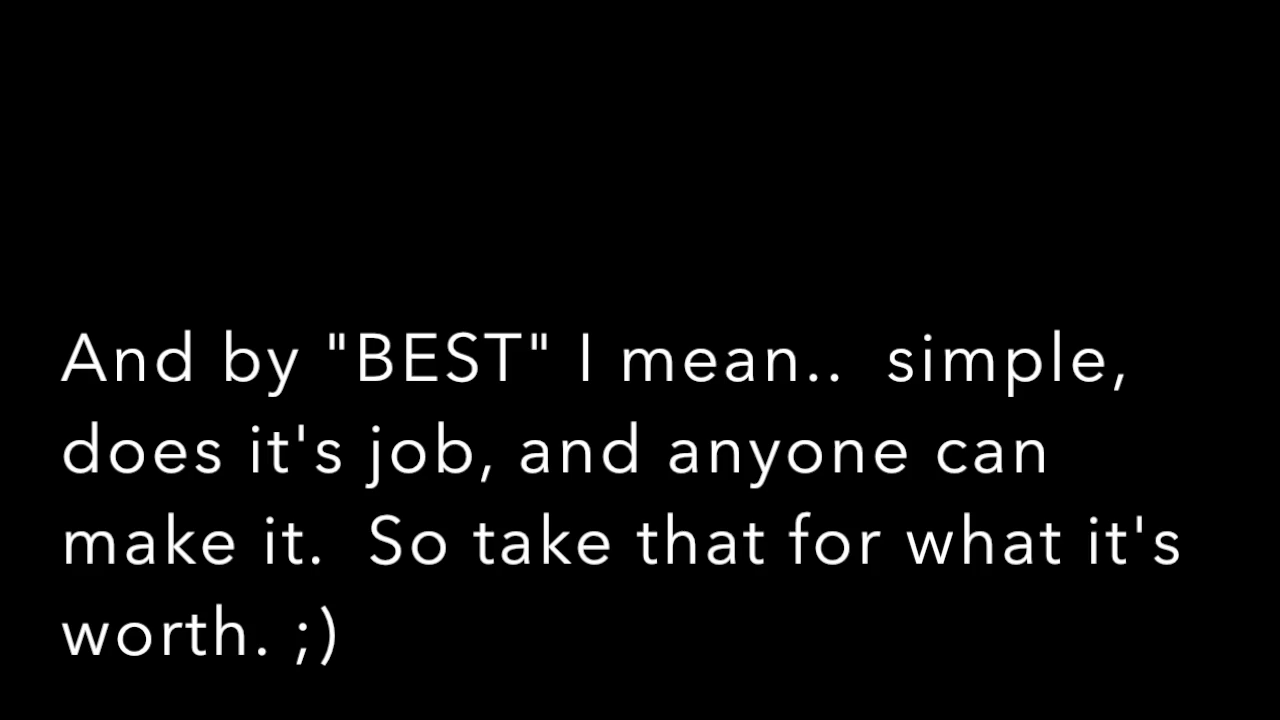 And by "BEST" I mean..  simple,
does it's job, and anyone can
make it.  So take that for what it's
worth. ;)